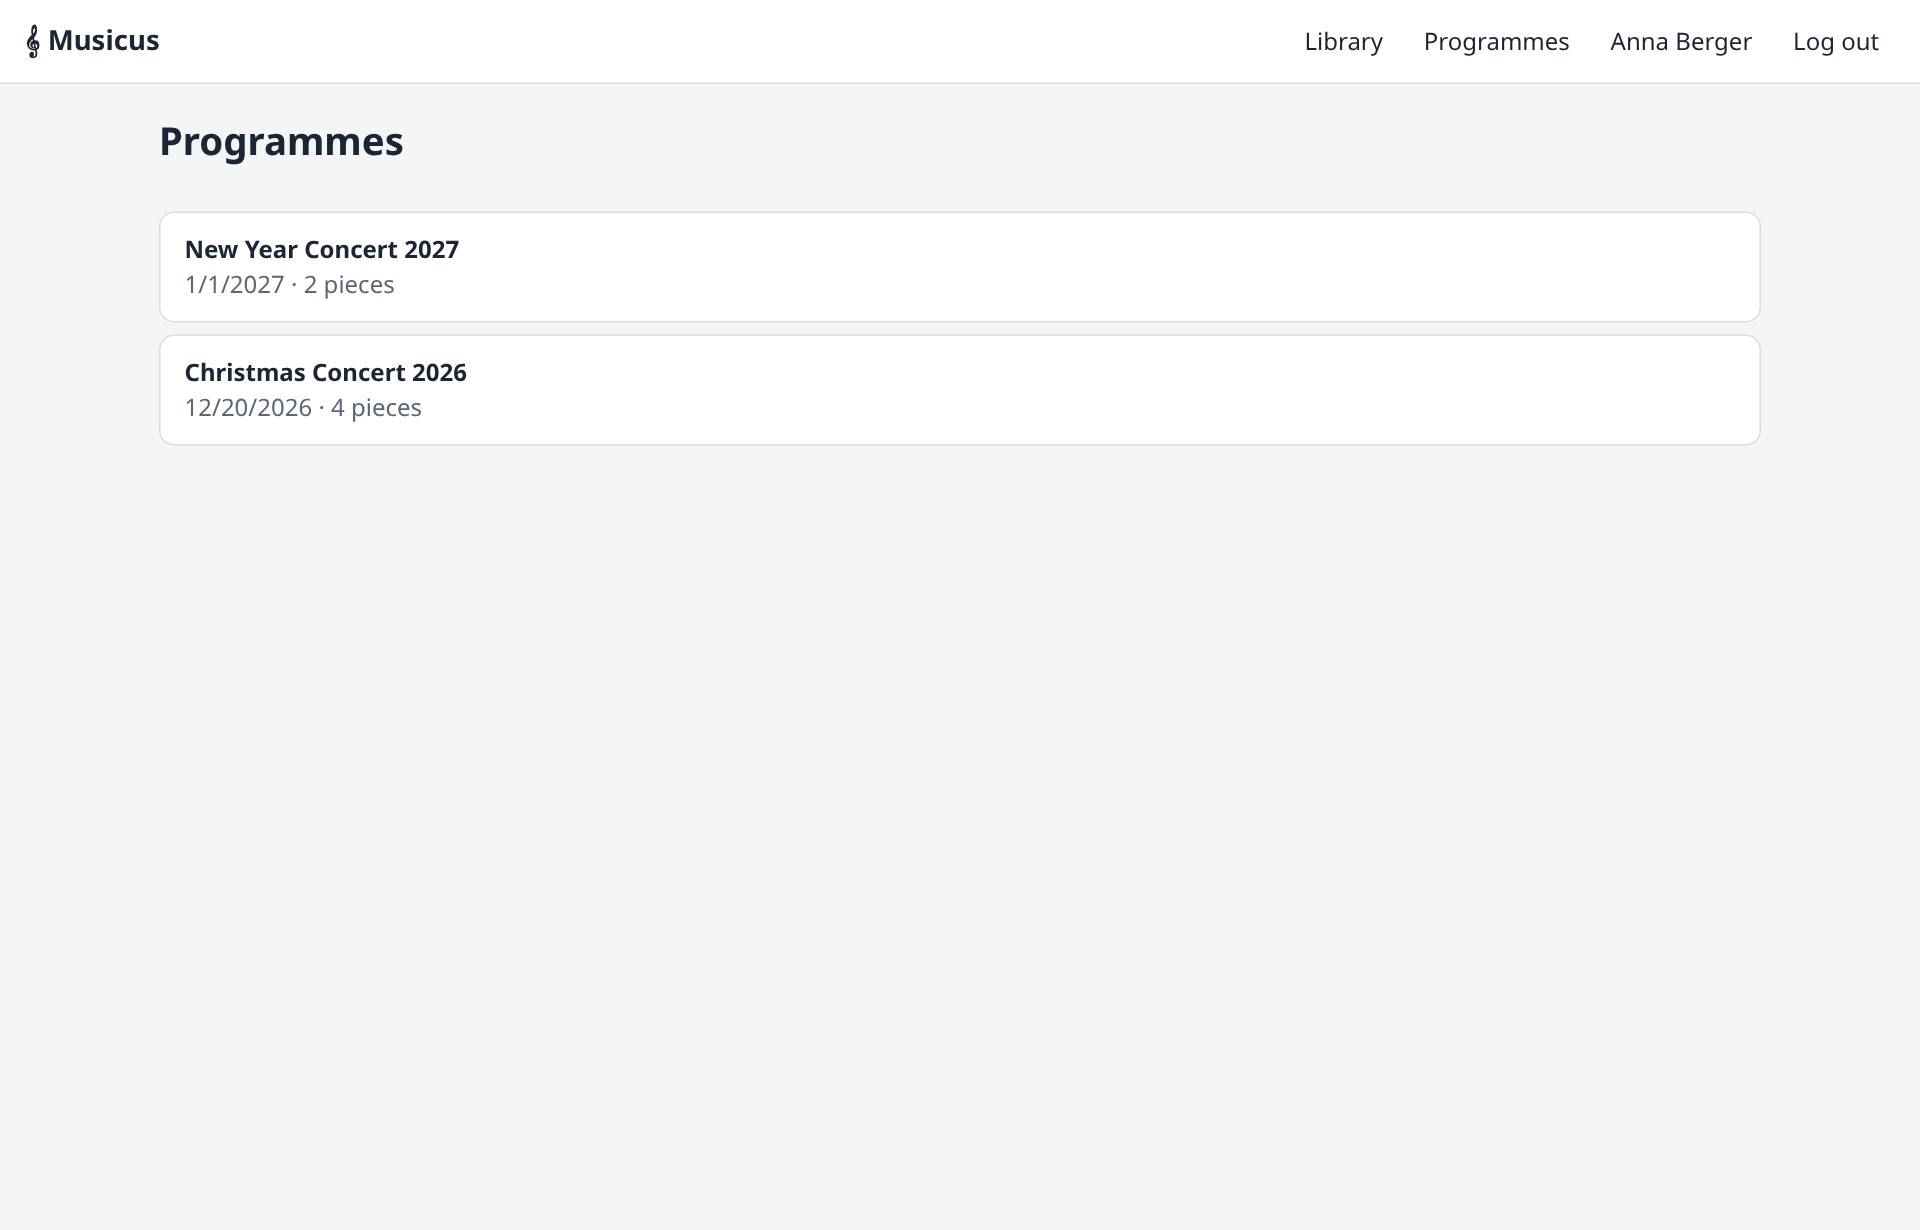 𝄞 Musicus
Library Programmes Anna Berger Log out
Programmes
New Year Concert 2027
1/1/2027 · 2 pieces
Christmas Concert 2026
12/20/2026 · 4 pieces